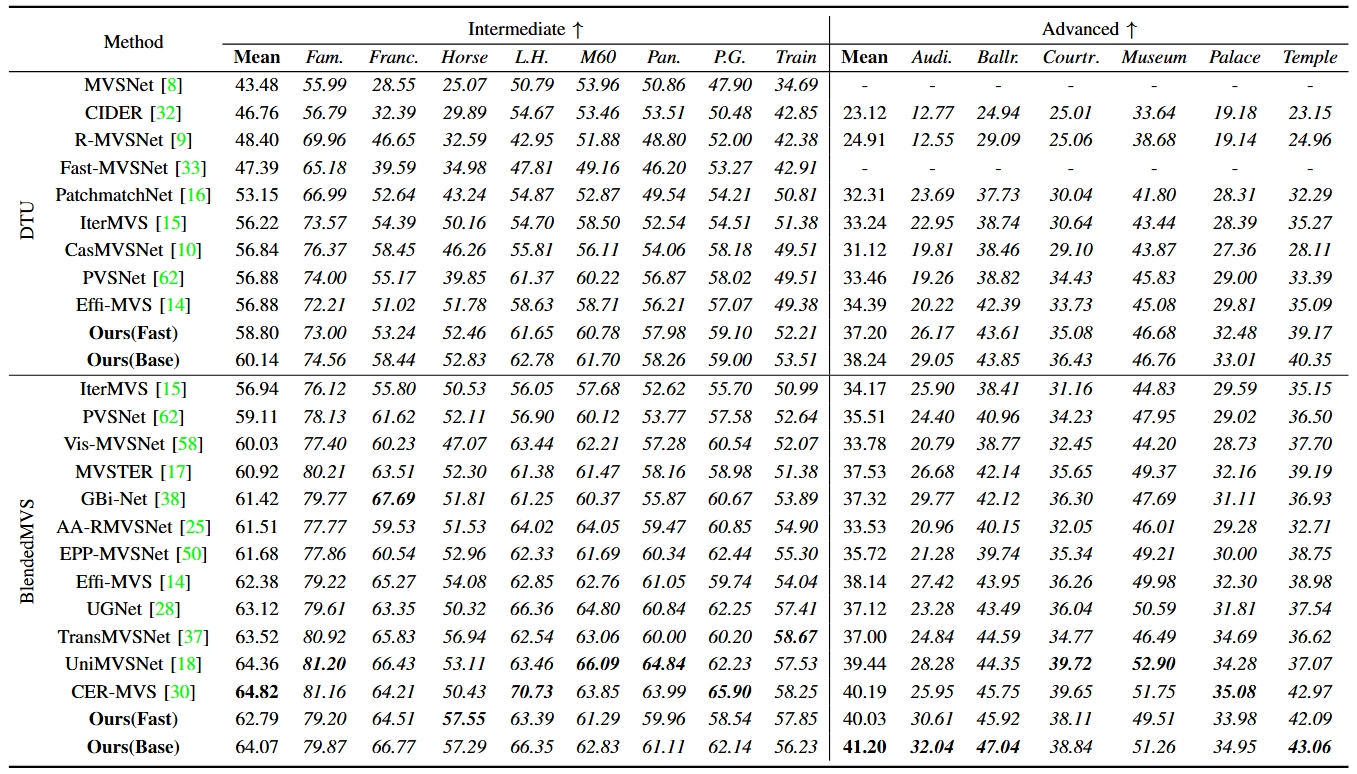 Method Intermediate ↑ Advanced ↑
Mean Fam. Franc. Horse L.H. M60 Pan. P.G. Train Mean Audi. Ballr. Courtr. Museum Palace Temple
DTU
MVSNet [8] 43.48 55.99 28.55 25.07 50.79 53.96 50.86 47.90 34.69 - - - - - - -
CIDER [32] 46.76 56.79 32.39 29.89 54.67 53.46 53.51 50.48 42.85 23.12 12.77 24.94 25.01 33.64 19.18 23.15
R-MVSNet [9] 48.40 69.96 46.65 32.59 42.95 51.88 48.80 52.00 42.38 24.91 12.55 29.09 25.06 38.68 19.14 24.96
Fast-MVSNet [33] 47.39 65.18 39.59 34.98 47.81 49.16 46.20 53.27 42.91 - - - - - - -
PatchmatchNet [16] 53.15 66.99 52.64 43.24 54.87 52.87 49.54 54.21 50.81 32.31 23.69 37.73 30.04 41.80 28.31 32.29
IterMVS [15] 56.22 73.57 54.39 50.16 54.70 58.50 52.54 54.51 51.38 33.24 22.95 38.74 30.64 43.44 28.39 35.27
CasMVSNet [10] 56.84 76.37 58.45 46.26 55.81 56.11 54.06 58.18 49.51 31.12 19.81 38.46 29.10 43.87 27.36 28.11
PVSNet [62] 56.88 74.00 55.17 39.85 61.37 60.22 56.87 58.02 49.51 33.46 19.26 38.82 34.43 45.83 29.00 33.39
Effi-MVS [14] 56.88 72.21 51.02 51.78 58.63 58.71 56.21 57.07 49.38 34.39 20.22 42.39 33.73 45.08 29.81 35.09
Ours(Fast) 58.80 73.00 53.24 52.46 61.65 60.78 57.98 59.10 52.21 37.20 26.17 43.61 35.08 46.68 32.48 39.17
Ours(Base) 60.14 74.56 58.44 52.83 62.78 61.70 58.26 59.00 53.51 38.24 29.05 43.85 36.43 46.76 33.01 40.35
BlendedMVS
IterMVS [15] 56.94 76.12 55.80 50.53 56.05 57.68 52.62 55.70 50.99 34.17 25.90 38.41 31.16 44.83 29.59 35.15
PVSNet [62] 59.11 78.13 61.62 52.11 56.90 60.12 53.77 57.58 52.64 35.51 24.40 40.96 34.23 47.95 29.02 36.50
Vis-MVSNet [58] 60.03 77.40 60.23 47.07 63.44 62.21 57.28 60.54 52.07 33.78 20.79 38.77 32.45 44.20 28.73 37.70
MVSTER [17] 60.92 80.21 63.51 52.30 61.38 61.47 58.16 58.98 51.38 37.53 26.68 42.14 35.65 49.37 32.16 39.19
GBi-Net [38] 61.42 79.77 67.69 51.81 61.25 60.37 55.87 60.67 53.89 37.32 29.77 42.12 36.30 47.69 31.11 36.93
AA-RMVSNet [25] 61.51 77.77 59.53 51.53 64.02 64.05 59.47 60.85 54.90 33.53 20.96 40.15 32.05 46.01 29.28 32.71
EPP-MVSNet [50] 61.68 77.86 60.54 52.96 62.33 61.69 60.34 62.44 55.30 35.72 21.28 39.74 35.34 49.21 30.00 38.75
Effi-MVS [14] 62.38 79.22 65.27 54.08 62.85 62.76 61.05 59.74 54.04 38.14 27.42 43.95 36.26 49.98 32.30 38.98
UGNet [28] 63.12 79.61 63.35 50.32 66.36 64.80 60.84 62.25 57.41 37.12 23.28 43.49 36.04 50.59 31.81 37.54
TransMVSNet [37] 63.52 80.92 65.83 56.94 62.54 63.06 60.00 60.20 58.67 37.00 24.84 44.59 34.77 46.49 34.69 36.62
UniMVSNet [18] 64.36 81.20 66.43 53.11 63.46 66.09 64.84 62.23 57.53 39.44 28.28 44.35 39.72 52.90 34.28 37.07
CER-MVS [30] 64.82 81.16 64.21 50.43 70.73 63.85 63.99 65.90 58.25 40.19 25.95 45.75 39.65 51.75 35.08 42.97
Ours(Fast) 62.79 79.20 64.51 57.55 63.39 61.29 59.96 58.54 57.85 40.03 30.61 45.92 38.11 49.51 33.98 42.09
Ours(Base) 64.07 79.87 66.77 57.29 66.35 62.83 61.11 62.14 56.23 41.20 32.04 47.04 38.84 51.26 34.95 43.06